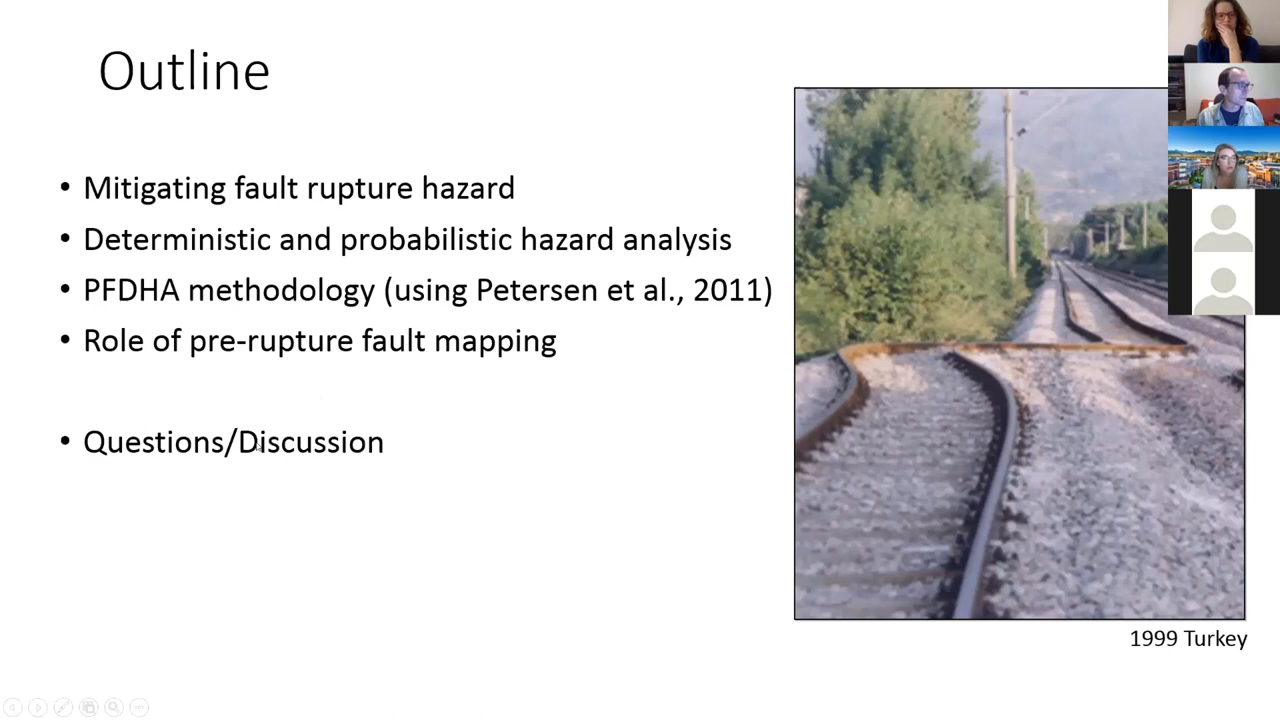 Outline
• Mitigating fault rupture hazard
• Deterministic and probabilistic hazard analysis
• PFDHA methodology (using Petersen et al., 2011)
• Role of pre-rupture fault mapping
• Questions/Discussion
1999 Turkey